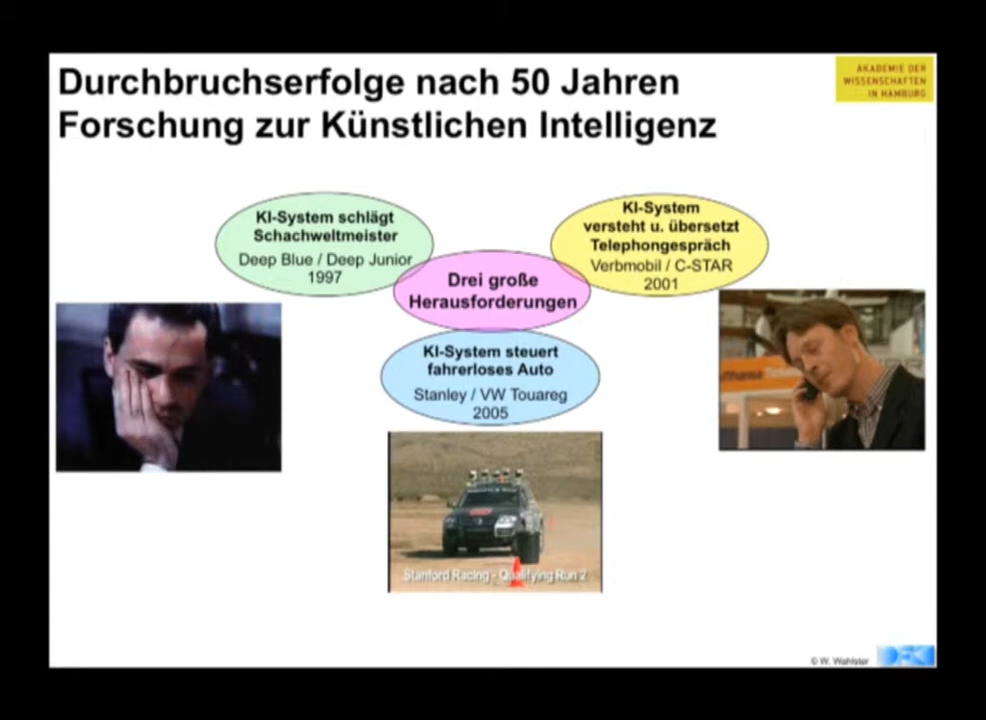 Durchbruchserfolge nach 50 Jahren
Forschung zur Künstlichen Intelligenz
AKADEMIE DER
WISSENSCHAFTEN
IN HAMBURG
KI-System schlägt
Schachweltmeister
Deep Blue / Deep Junior
1997
KI-System
versteht u. übersetzt
Telephongespräch
Verbmobil / C-STAR
2001
Drei große
Herausforderungen
KI-System steuert
fahrerloses Auto
Stanley / VW Touareg
2005
Stanford Racing - Qualifying Run 2
© W. Wahlster
DFKI